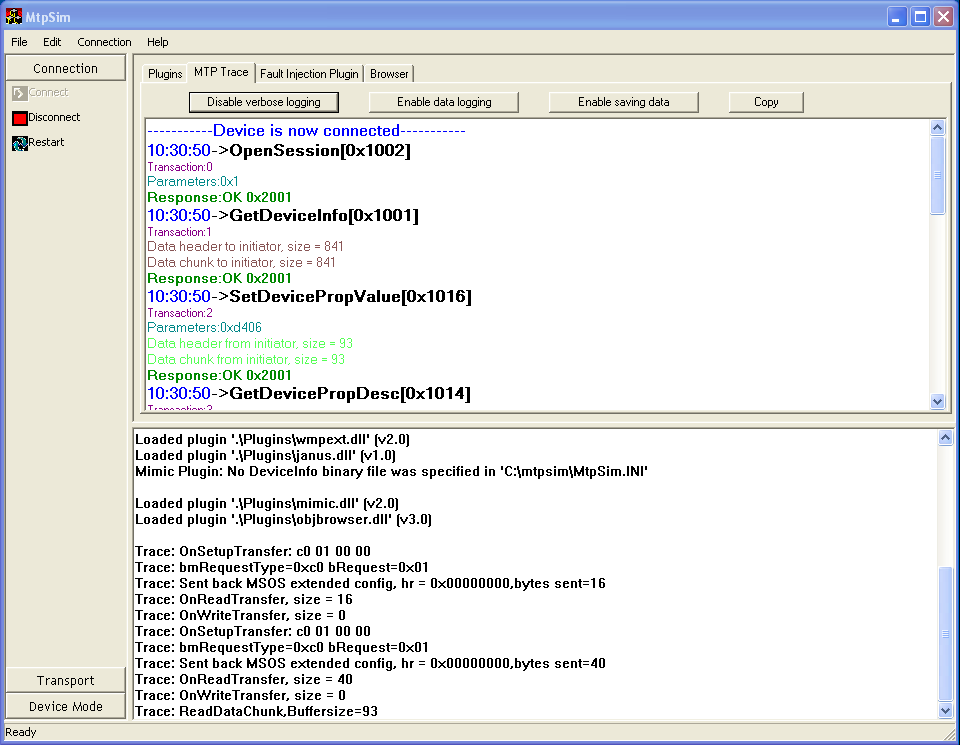 MtpSim
File Edit Connection Help
Connection
Connect
Disconnect
Restart
Plugins MTP Trace Fault Injection Plugin Browser
Disable verbose logging Enable data logging Enable saving data Copy
-----------Device is now connected-----------
10:30:50->OpenSession[0x1002]
Transaction:0
Parameters:0x1
Response:OK 0x2001
10:30:50->GetDeviceInfo[0x1001]
Transaction:1
Data header to initiator, size = 841
Data chunk to initiator, size = 841
Response:OK 0x2001
10:30:50->SetDevicePropValue[0x1016]
Transaction:2
Parameters:0xd406
Data header from initiator, size = 93
Data chunk from initiator, size = 93
Response:OK 0x2001
10:30:50->GetDevicePropDesc[0x1014]
Transaction:3
Loaded plugin '.\Plugins\wmpext.dll' (v2.0)
Loaded plugin '.\Plugins\janus.dll' (v1.0)
Mimic Plugin: No DeviceInfo binary file was specified in 'C:\mtpsim\MtpSim.INI'
Loaded plugin '.\Plugins\mimic.dll' (v2.0)
Loaded plugin '.\Plugins\objbrowser.dll' (v3.0)
Trace: OnSetupTransfer: c0 01 00 00
Trace: bmRequestType=0xc0 bRequest=0x01
Trace: Sent back MSOS extended config, hr = 0x00000000,bytes sent=16
Trace: OnReadTransfer, size = 16
Trace: OnWriteTransfer, size = 0
Trace: OnSetupTransfer: c0 01 00 00
Trace: bmRequestType=0xc0 bRequest=0x01
Trace: Sent back MSOS extended config, hr = 0x00000000,bytes sent=40
Trace: OnReadTransfer, size = 40
Trace: OnWriteTransfer, size = 0
Trace: ReadDataChunk,Buffersize=93
Transport
Device Mode
Ready